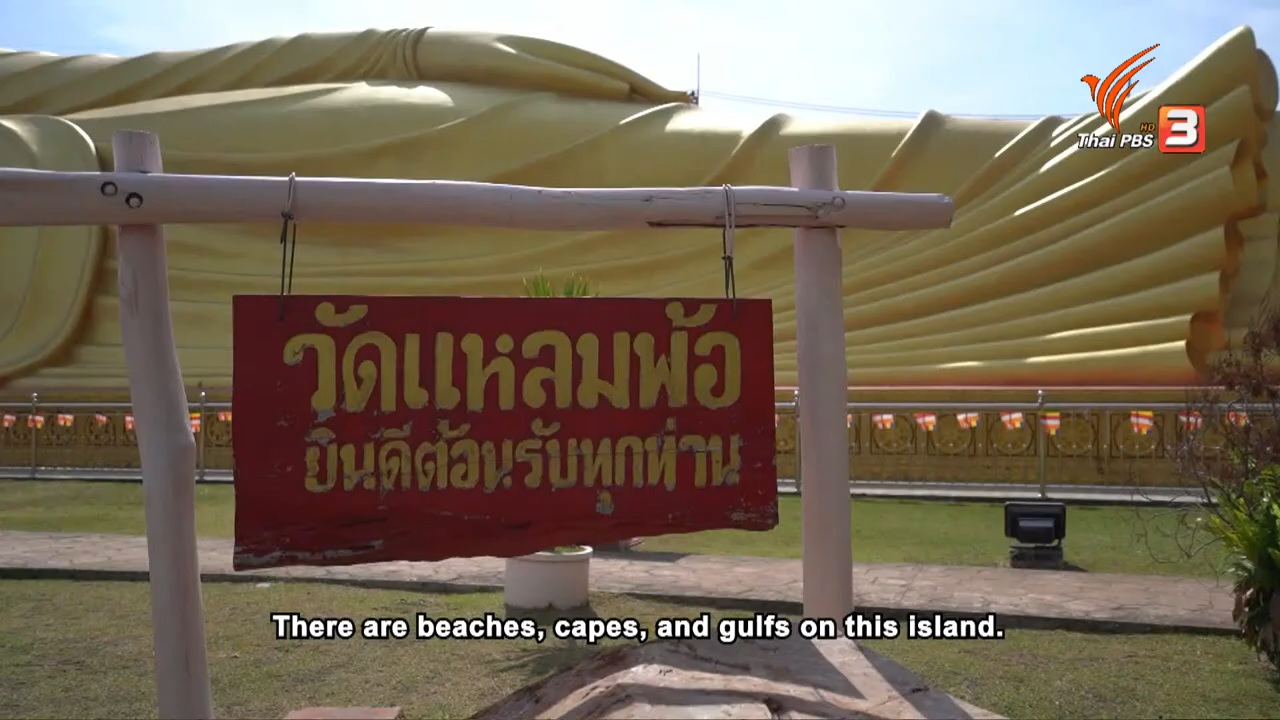 HD
Thai PBS 3
วัดแหลมพ้อ
ยินดีต้อนรับทุกท่าน
There are beaches, capes, and gulfs on this island.